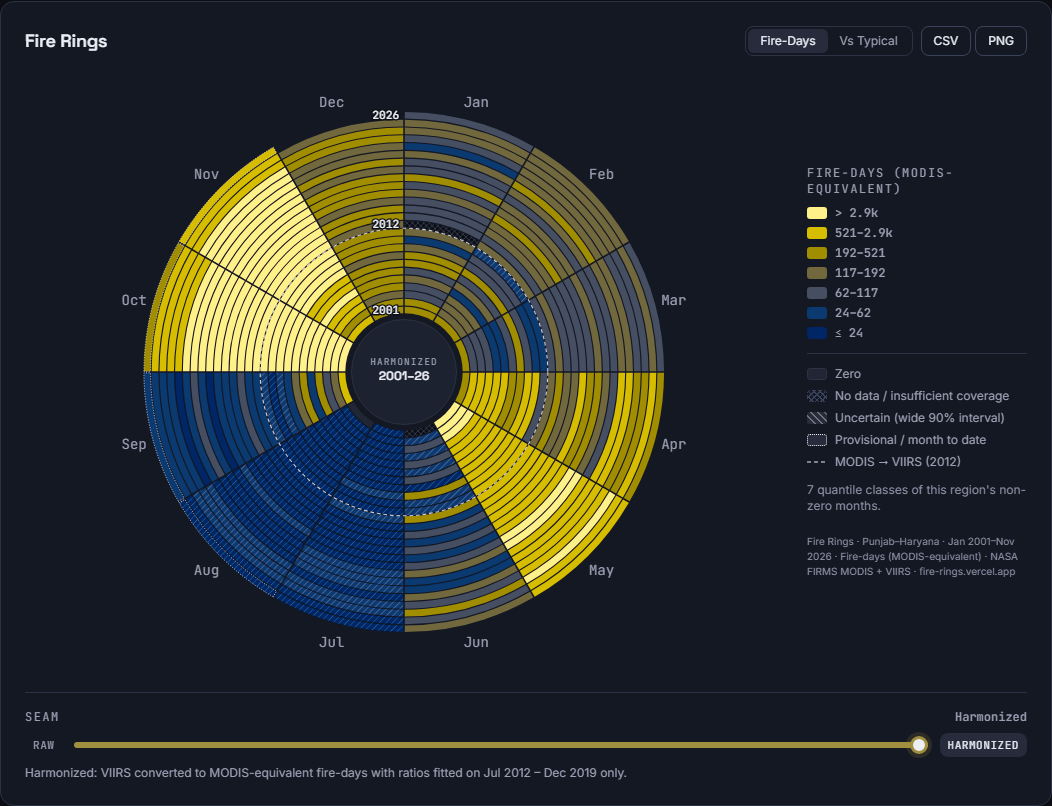 Fire Rings
Fire-Days
Vs Typical
CSV
PNG
Dec
2026
Jan
Nov
Feb
2012
Oct
Mar
2001
HARMONIZED
2001–26
Sep
Apr
Aug
May
Jul
Jun
FIRE-DAYS (MODIS-
EQUIVALENT)
> 2.9k
521–2.9k
192–521
117–192
62–117
24–62
≤ 24
Zero
No data / insufficient coverage
Uncertain (wide 90% interval)
Provisional / month to date
MODIS → VIIRS (2012)
7 quantile classes of this region's non-
zero months.
Fire Rings · Punjab–Haryana · Jan 2001–Nov
2026 · Fire-days (MODIS-equivalent) · NASA
FIRMS MODIS + VIIRS · fire-rings.vercel.app
SEAM
Harmonized
RAW
HARMONIZED
Harmonized: VIIRS converted to MODIS-equivalent fire-days with ratios fitted on Jul 2012 – Dec 2019 only.